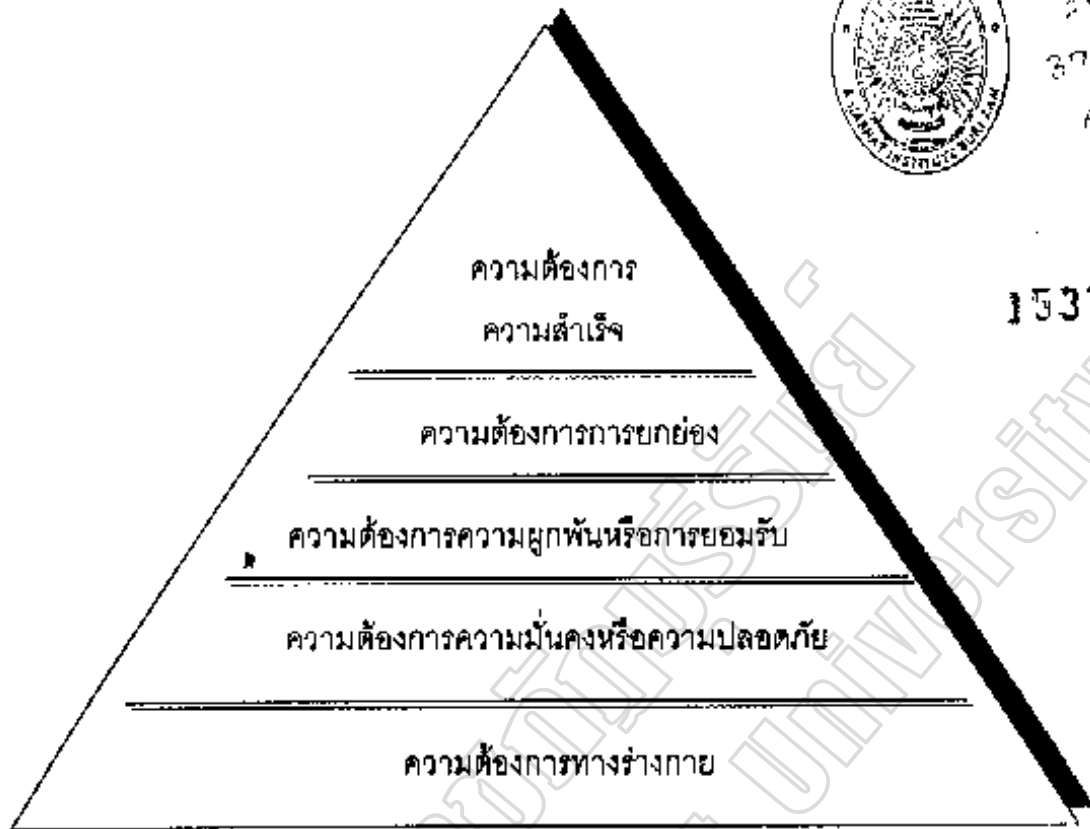 ความต้องการ
ความสำเร็จ
ความต้องการการยกย่อง
ความต้องการความผูกพันหรือการยอมรับ
ความต้องการความมั่นคงหรือความปลอดภัย
ความต้องการทางร่างกาย